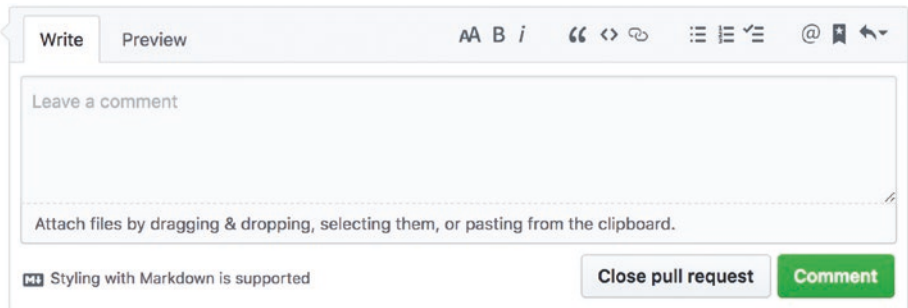 Write Preview AA B i “ <> @
Leave a comment
Attach files by dragging & dropping, selecting them, or pasting from the clipboard.
M↓ Styling with Markdown is supported Close pull request Comment